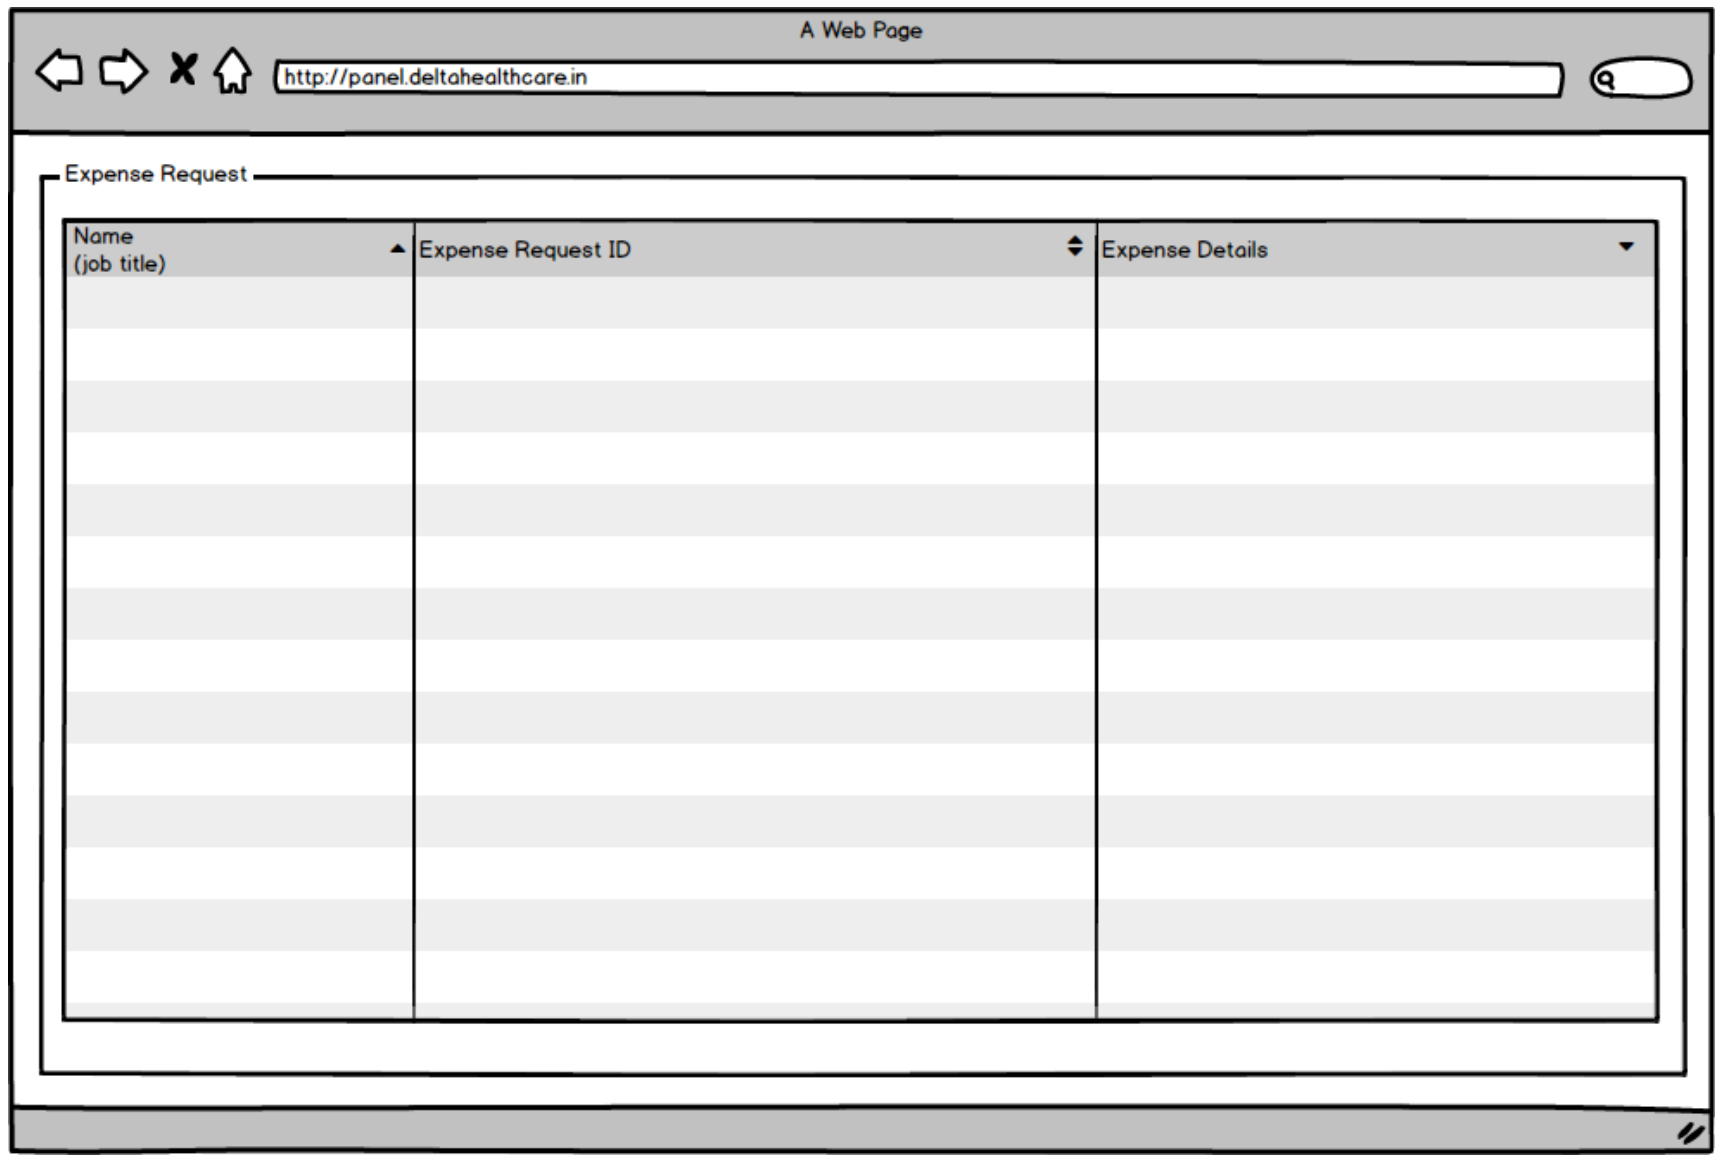 A Web Page
http://panel.deltahealthcare.in
Expense Request
Name
(job title)
Expense Request ID
Expense Details